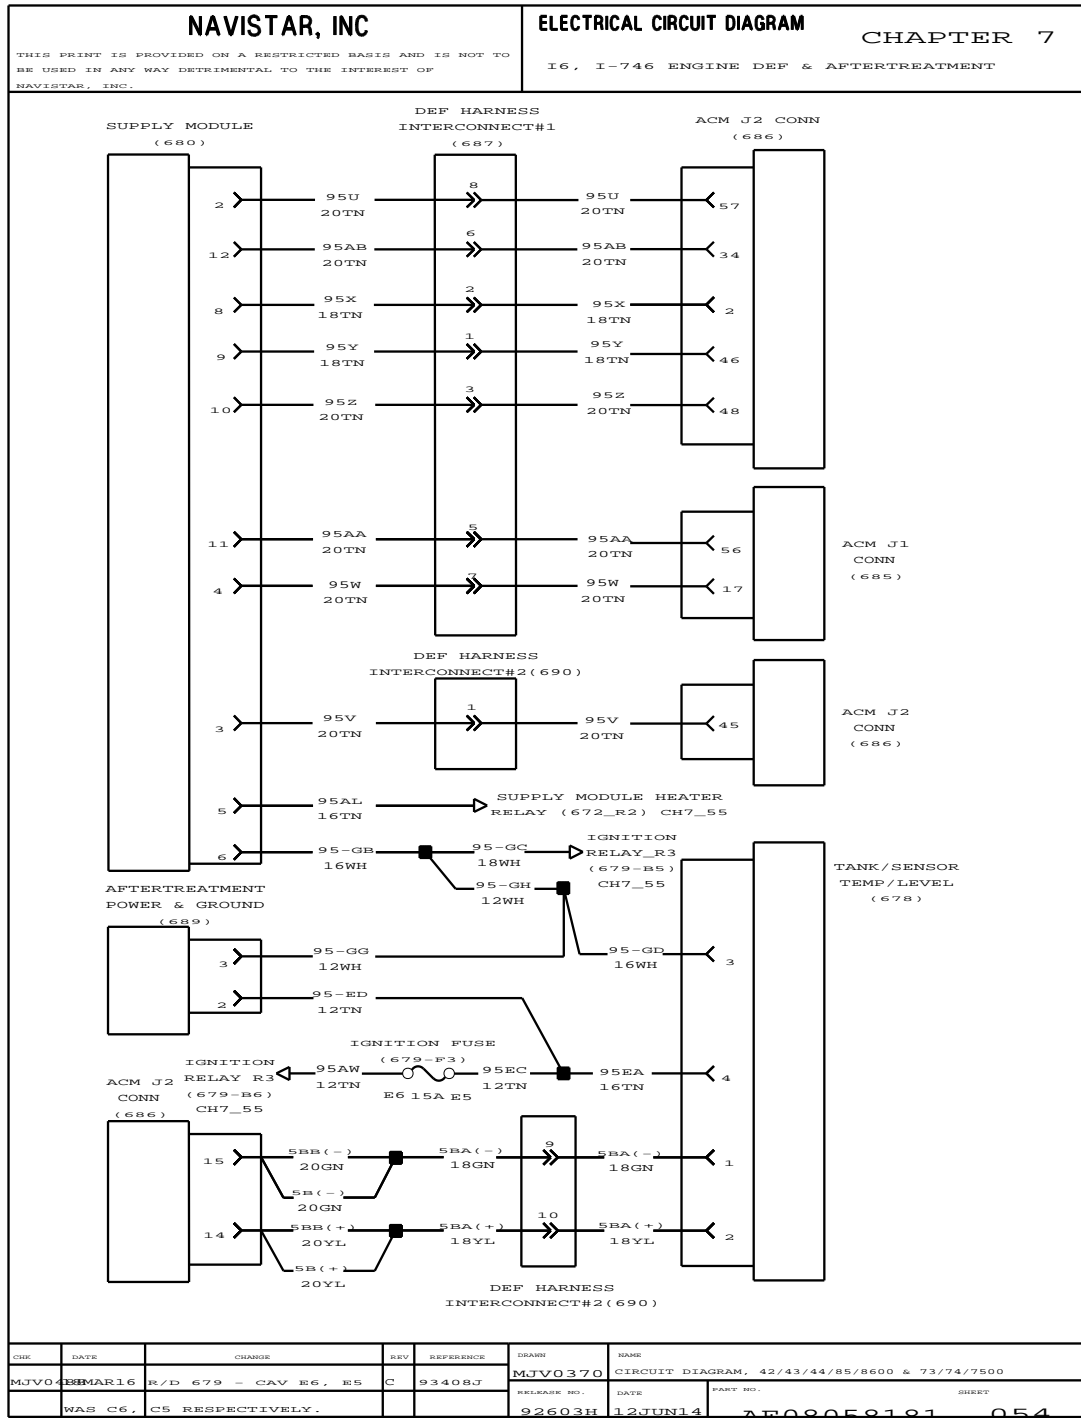 NAVISTAR, INC
THIS PRINT IS PROVIDED ON A RESTRICTED BASIS AND IS NOT TO
BE USED IN ANY WAY DETRIMENTAL TO THE INTEREST OF
NAVISTAR, INC.
ELECTRICAL CIRCUIT DIAGRAM
CHAPTER 7
I6, I-746 ENGINE DEF & AFTERTREATMENT
SUPPLY MODULE
(680)
DEF HARNESS
INTERCONNECT#1
(687)
ACM J2 CONN
(686)
2 95U 8 95U 57
20TN 20TN
12 95AB 6 95AB 34
20TN 20TN
8 95X 2 95X 2
18TN 18TN
9 95Y 1 95Y 46
18TN 18TN
10 95Z 3 95Z 48
20TN 20TN
11 95AA 5 95AA 56
20TN 20TN
ACM J1
CONN
(685)
4 95W 7 95W 17
20TN 20TN
DEF HARNESS
INTERCONNECT#2(690)
3 95V 1 95V 45
20TN 20TN
ACM J2
CONN
(686)
5 95AL
16TN
SUPPLY MODULE HEATER
RELAY (672_R2) CH7_55
6 95-GB 95-GC
16WH 18WH
IGNITION
RELAY_R3
(679-B5)
CH7_55
95-GH
12WH
TANK/SENSOR
TEMP/LEVEL
(678)
AFTERTREATMENT
POWER & GROUND
(689)
3 95-GG 95-GD 3
12WH 16WH
2 95-ED
12TN
IGNITION FUSE
(679-F3)
IGNITION
RELAY R3
(679-B6)
CH7_55
95AW 95EC 95EA 4
12TN 12TN 16TN
E6 15A E5
ACM J2
CONN
(686)
15 5BB(-) 5BA(-) 9 5BA(-) 1
20GN 18GN 18GN
5B(-)
20GN
14 5BB(+) 5BA(+) 10 5BA(+) 2
20YL 18YL 18YL
5B(+)
20YL
DEF HARNESS
INTERCONNECT#2(690)
CHK DATE CHANGE REV REFERENCE DRAWN NAME
R/D 679 - CAV E6, E5 C 93408J MJV0370 CIRCUIT DIAGRAM, 42/43/44/85/8600 & 73/74/7500
RELEASE NO. DATE PART NO. SHEET
WAS C6, C5 RESPECTIVELY. 92603H 12JUN14 AF08058181 054